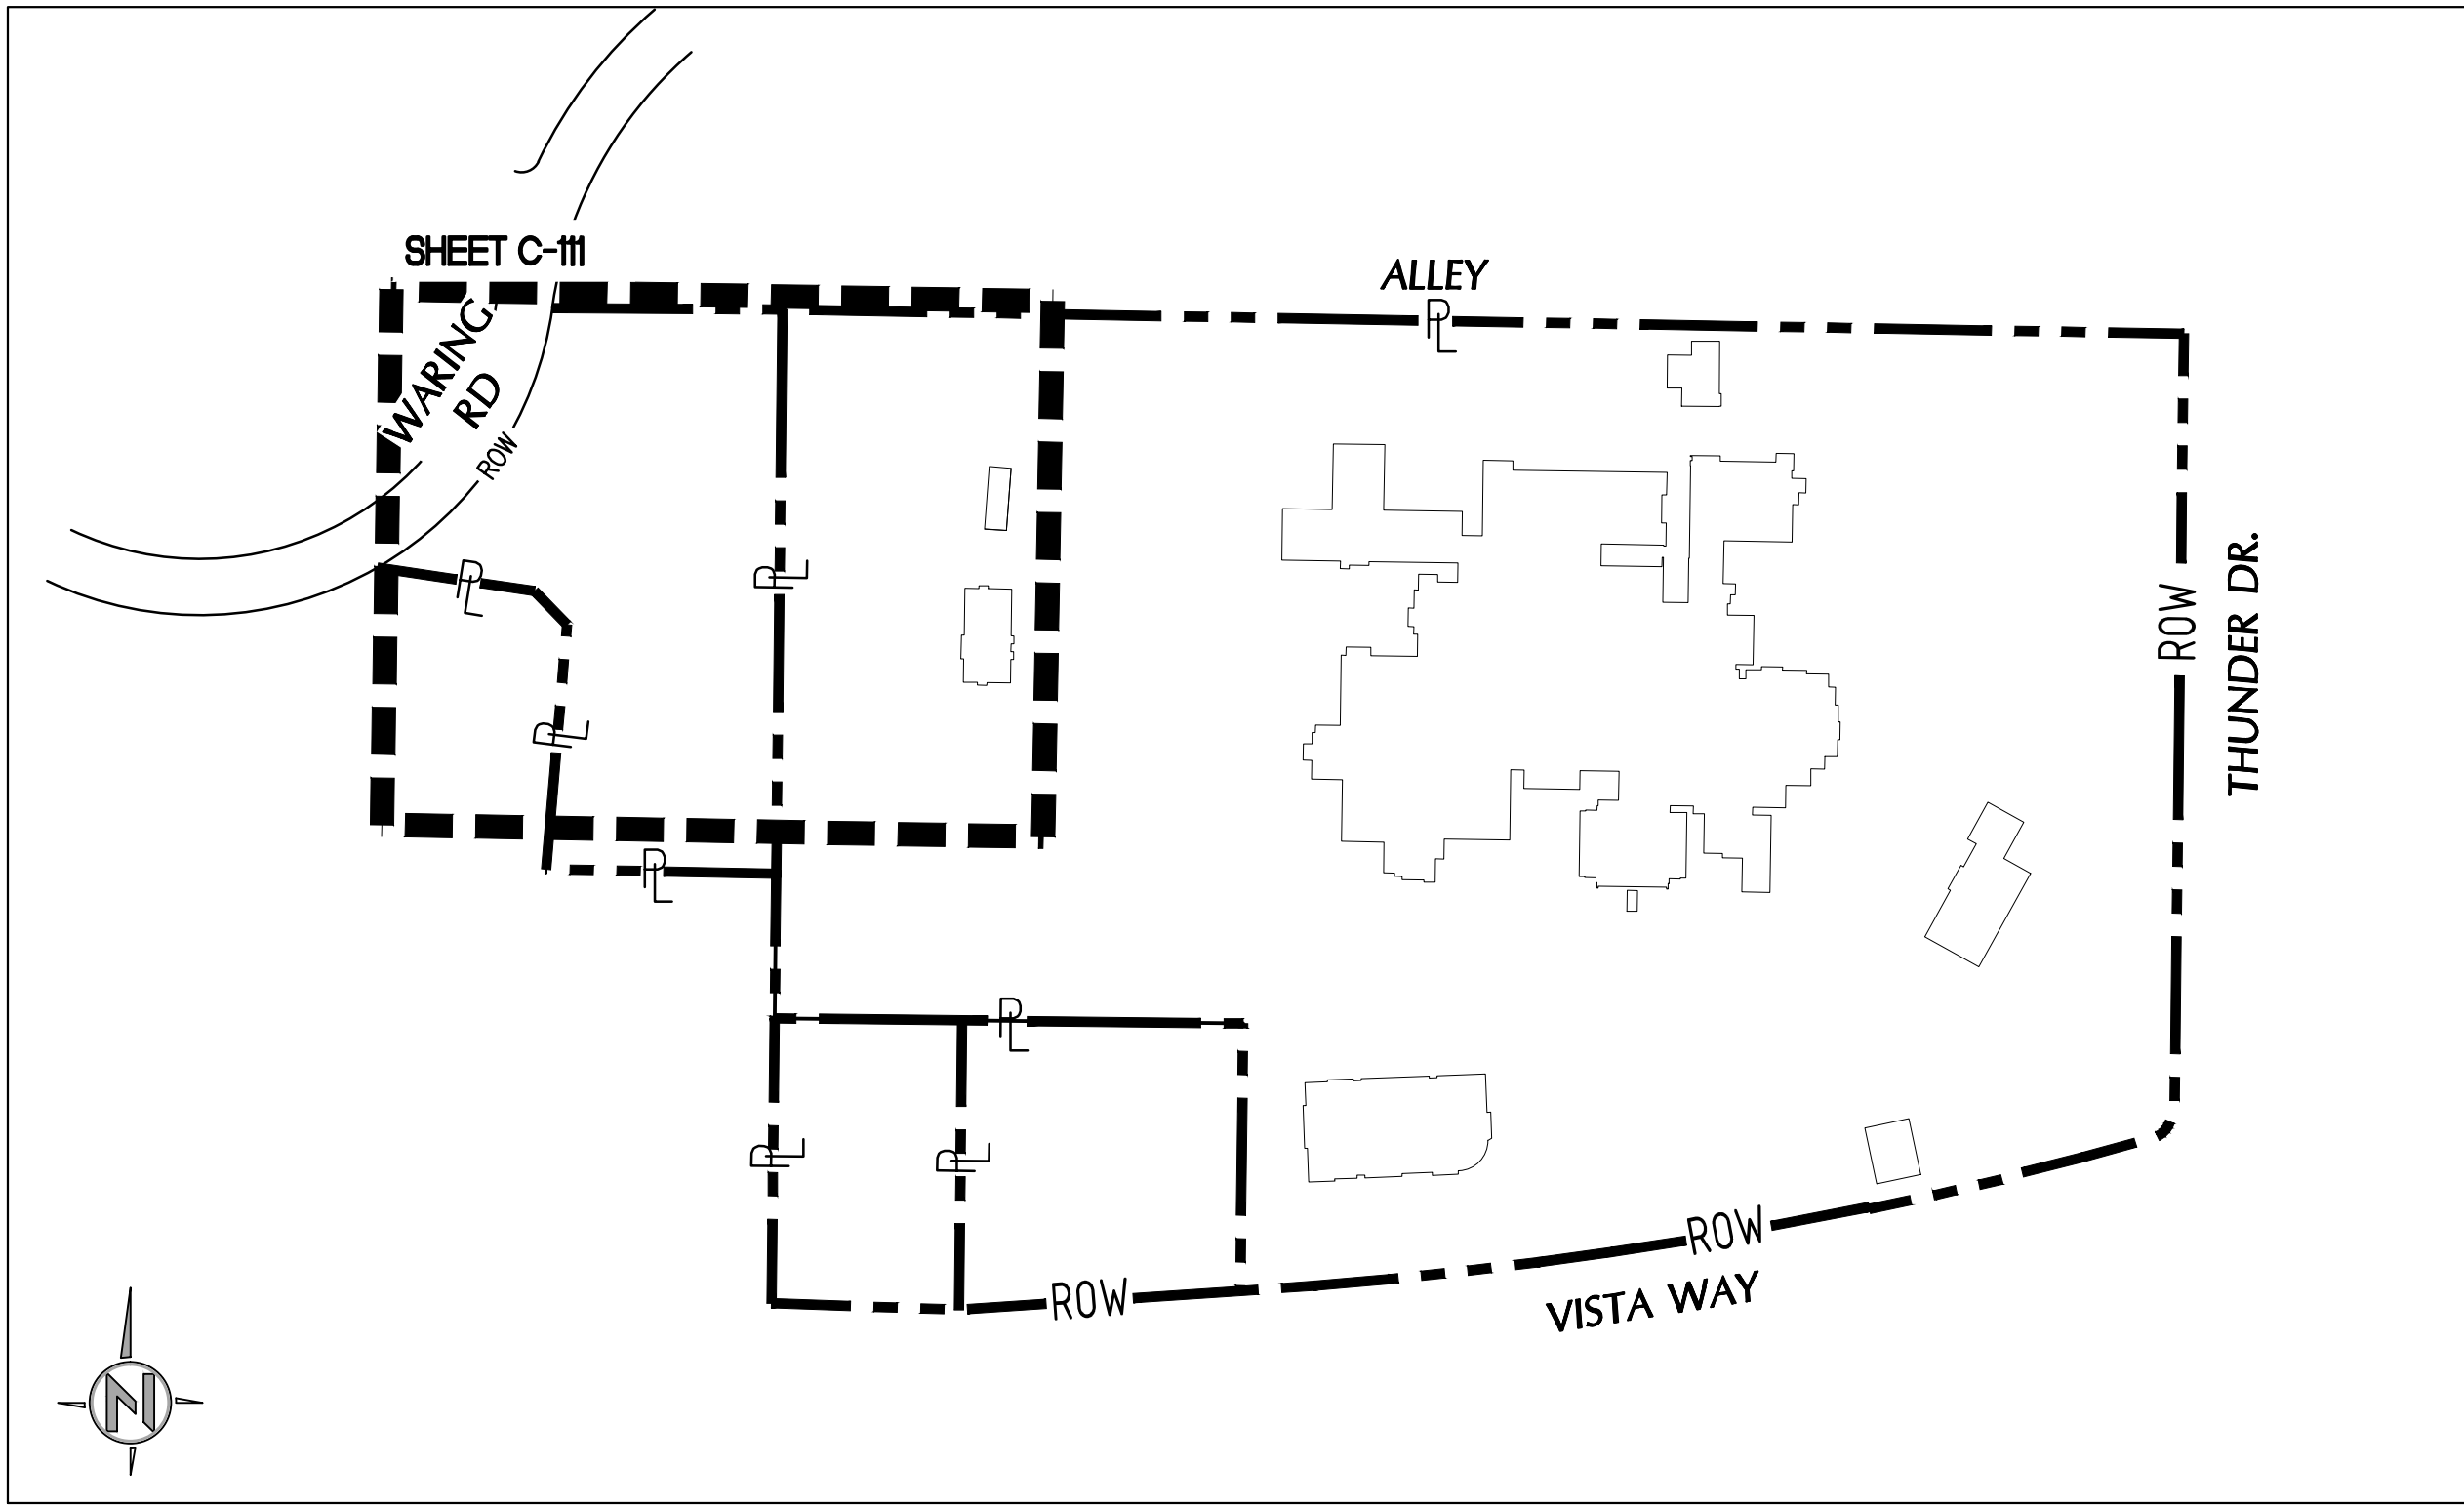 SHEET C-111
ALLEY
PL
WARING
RD
ROW
PL
PL
PL
ROW
THUNDER DR.
PL
PL
PL
PL
ROW
ROW
VISTA WAY
N